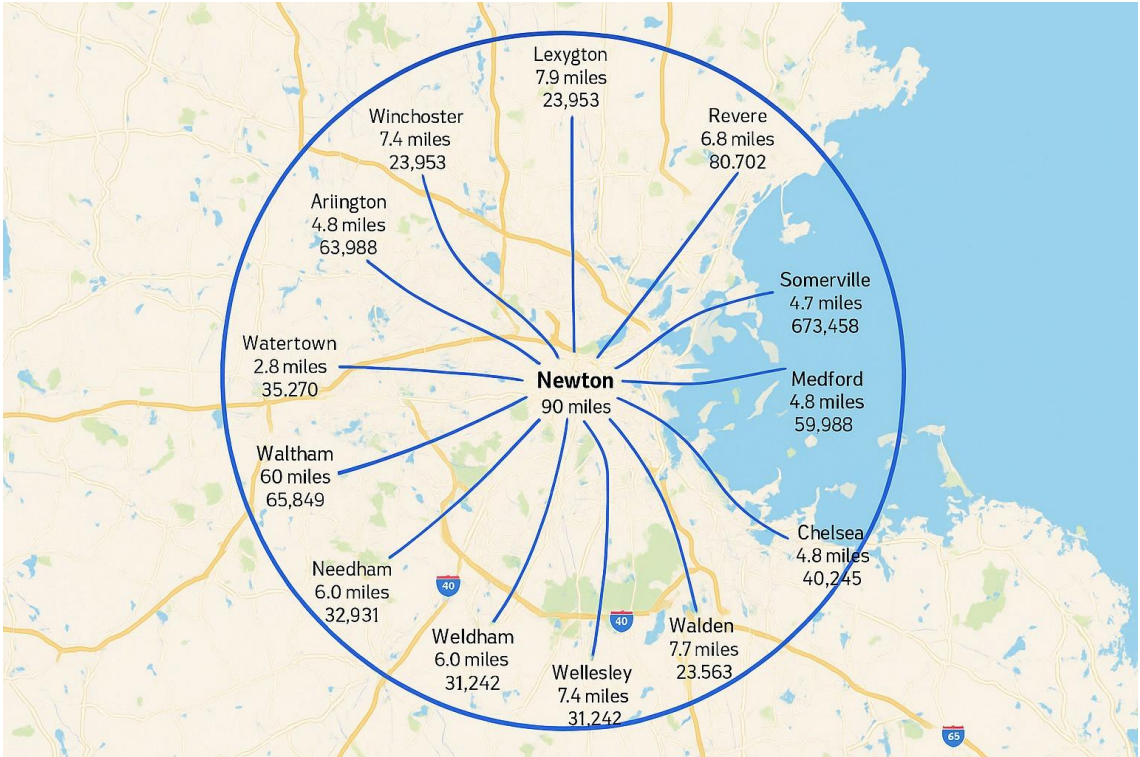 Lexygton
7.9 miles
23,953
Winchoster
7.4 miles
23,953
Revere
6.8 miles
80.702
Ariington
4.8 miles
63,988
Somerville
4.7 miles
673,458
Watertown
2.8 miles
35.270
Newton
90 miles
Medford
4.8 miles
59,988
Waltham
60 miles
65,849
Chelsea
4.8 miles
40,245
Needham
6.0 miles
32,931
40
40
Weldham
6.0 miles
31,242
Walden
7.7 miles
23.563
Wellesley
7.4 miles
31,242
65